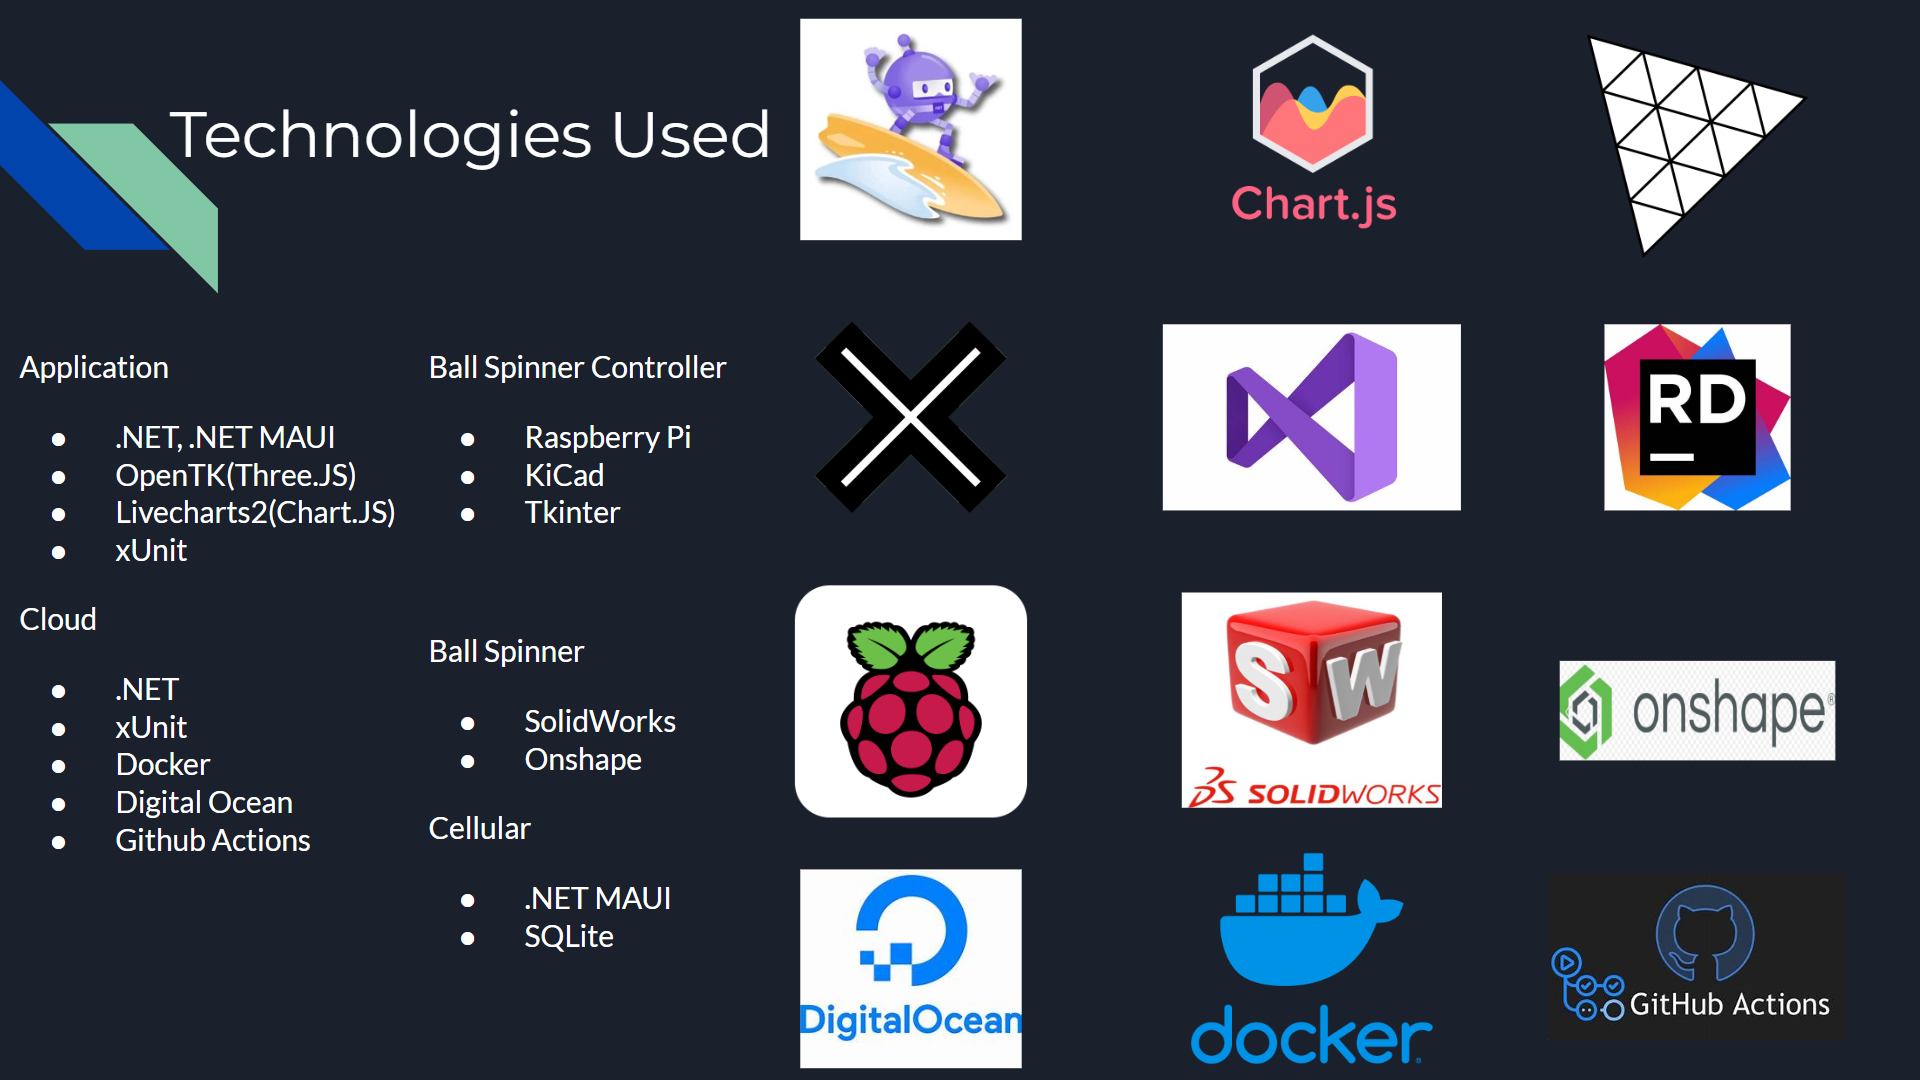 Technologies Used
Application
● .NET, .NET MAUI
● OpenTK(Three.JS)
● Livecharts2(Chart.JS)
● xUnit
Cloud
● .NET
● xUnit
● Docker
● Digital Ocean
● Github Actions
Ball Spinner Controller
● Raspberry Pi
● KiCad
● Tkinter
Ball Spinner
● SolidWorks
● Onshape
Cellular
● .NET MAUI
● SQLite
Chart.js
RD
SW
SOLIDWORKS
onshape®
DigitalOcean
docker
GitHub Actions